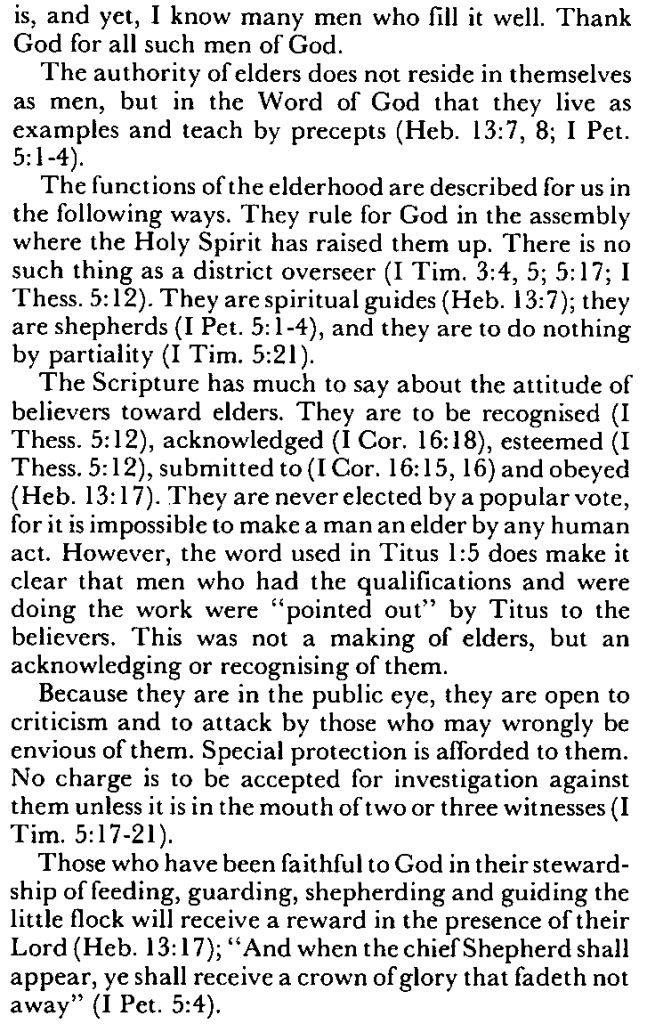 is, and yet, I know many men who fill it well. Thank
God for all such men of God.
The authority of elders does not reside in themselves
as men, but in the Word of God that they live as
examples and teach by precepts (Heb. 13:7, 8; I Pet.
5:1-4).
The functions of the elderhood are described for us in
the following ways. They rule for God in the assembly
where the Holy Spirit has raised them up. There is no
such thing as a district overseer (I Tim. 3:4, 5; 5:17; I
Thess. 5:12). They are spiritual guides (Heb. 13:7); they
are shepherds (I Pet. 5:1-4), and they are to do nothing
by partiality (I Tim. 5:21).
The Scripture has much to say about the attitude of
believers toward elders. They are to be recognised (I
Thess. 5:12), acknowledged (I Cor. 16:18), esteemed (I
Thess. 5:12), submitted to (I Cor. 16:15, 16) and obeyed
(Heb. 13:17). They are never elected by a popular vote,
for it is impossible to make a man an elder by any human
act. However, the word used in Titus 1:5 does make it
clear that men who had the qualifications and were
doing the work were “pointed out” by Titus to the
believers. This was not a making of elders, but an
acknowledging or recognising of them.
Because they are in the public eye, they are open to
criticism and to attack by those who may wrongly be
envious of them. Special protection is afforded to them.
No charge is to be accepted for investigation against
them unless it is in the mouth of two or three witnesses (I
Tim. 5:17-21).
Those who have been faithful to God in their steward-
ship of feeding, guarding, shepherding and guiding the
little flock will receive a reward in the presence of their
Lord (Heb. 13:17); “And when the chief Shepherd shall
appear, ye shall receive a crown of glory that fadeth not
away” (I Pet. 5:4).